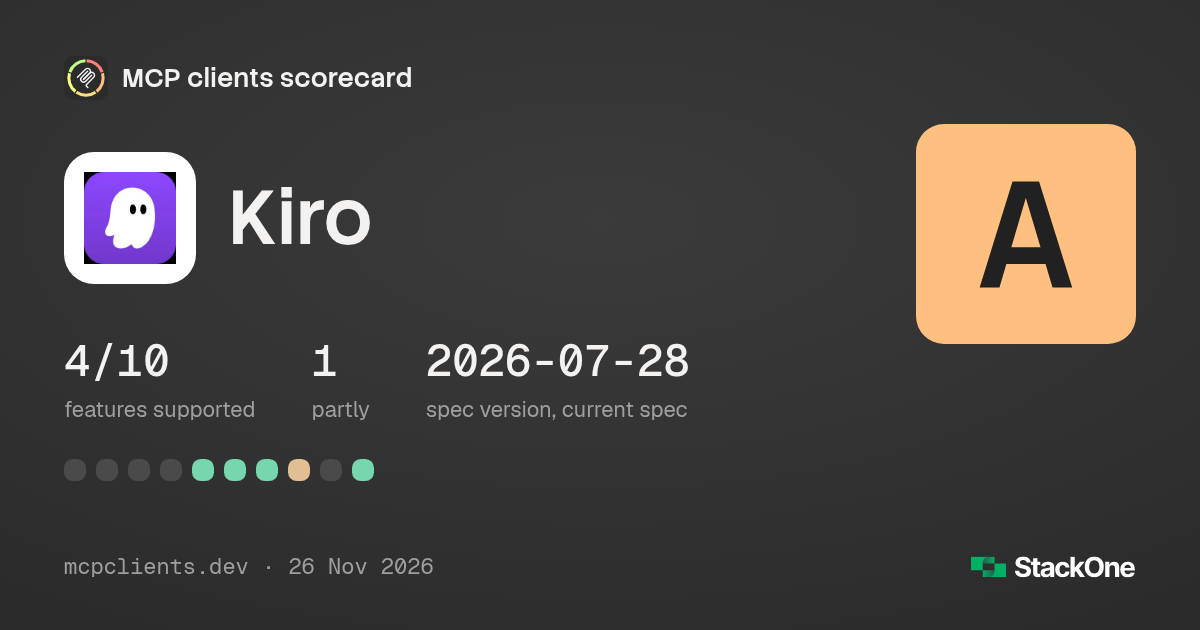 MCP clients scorecard
Kiro
A
4/10
features supported
1
partly
2026-07-28
spec version, current spec
mcpclients.dev · 26 Nov 2026
StackOne